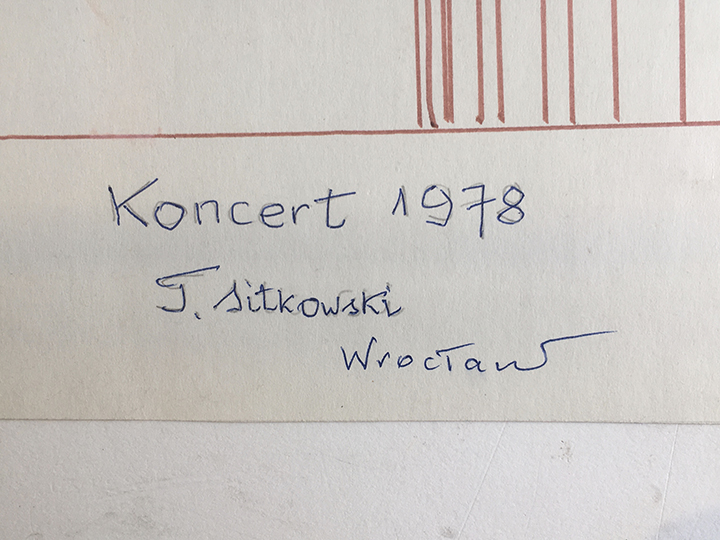 Koncert 1978
J. Sitkowski
Wrocław